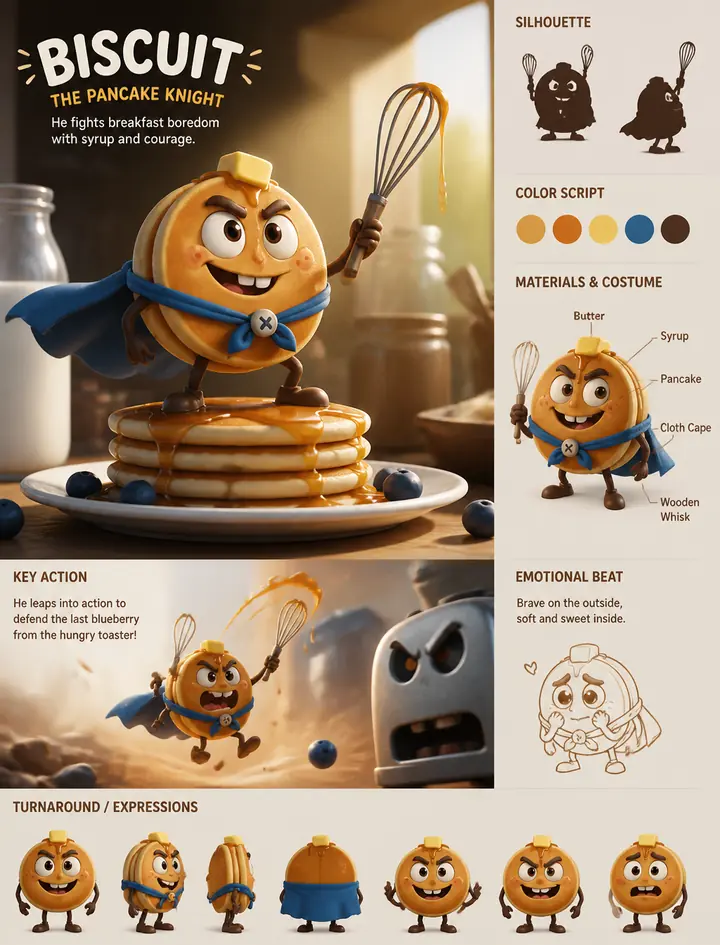 BISCUIT
THE PANCAKE KNIGHT
He fights breakfast boredom
with syrup and courage.
SILHOUETTE
COLOR SCRIPT
MATERIALS & COSTUME
Butter
Syrup
Pancake
Cloth Cape
Wooden
Whisk
KEY ACTION
He leaps into action to
defend the last blueberry
from the hungry toaster!
EMOTIONAL BEAT
Brave on the outside,
soft and sweet inside.
TURNAROUND / EXPRESSIONS